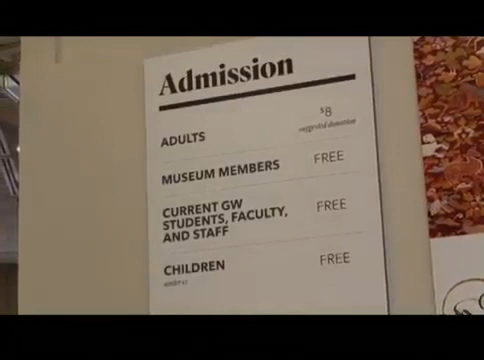 Admission
ADULTS
$8
suggested donation
MUSEUM MEMBERS
FREE
CURRENT GW
STUDENTS, FACULTY,
AND STAFF
FREE
CHILDREN
FREE